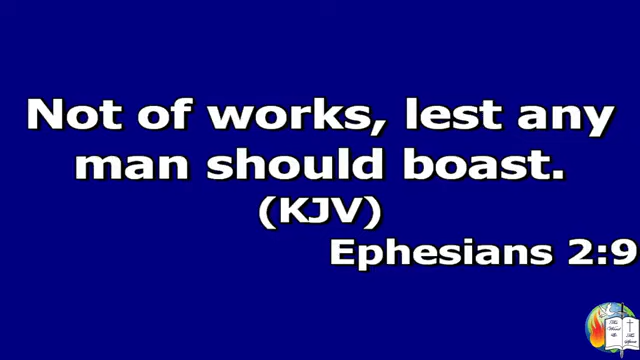 Not of works, lest any
man should boast.
(KJV)
Ephesians 2:9